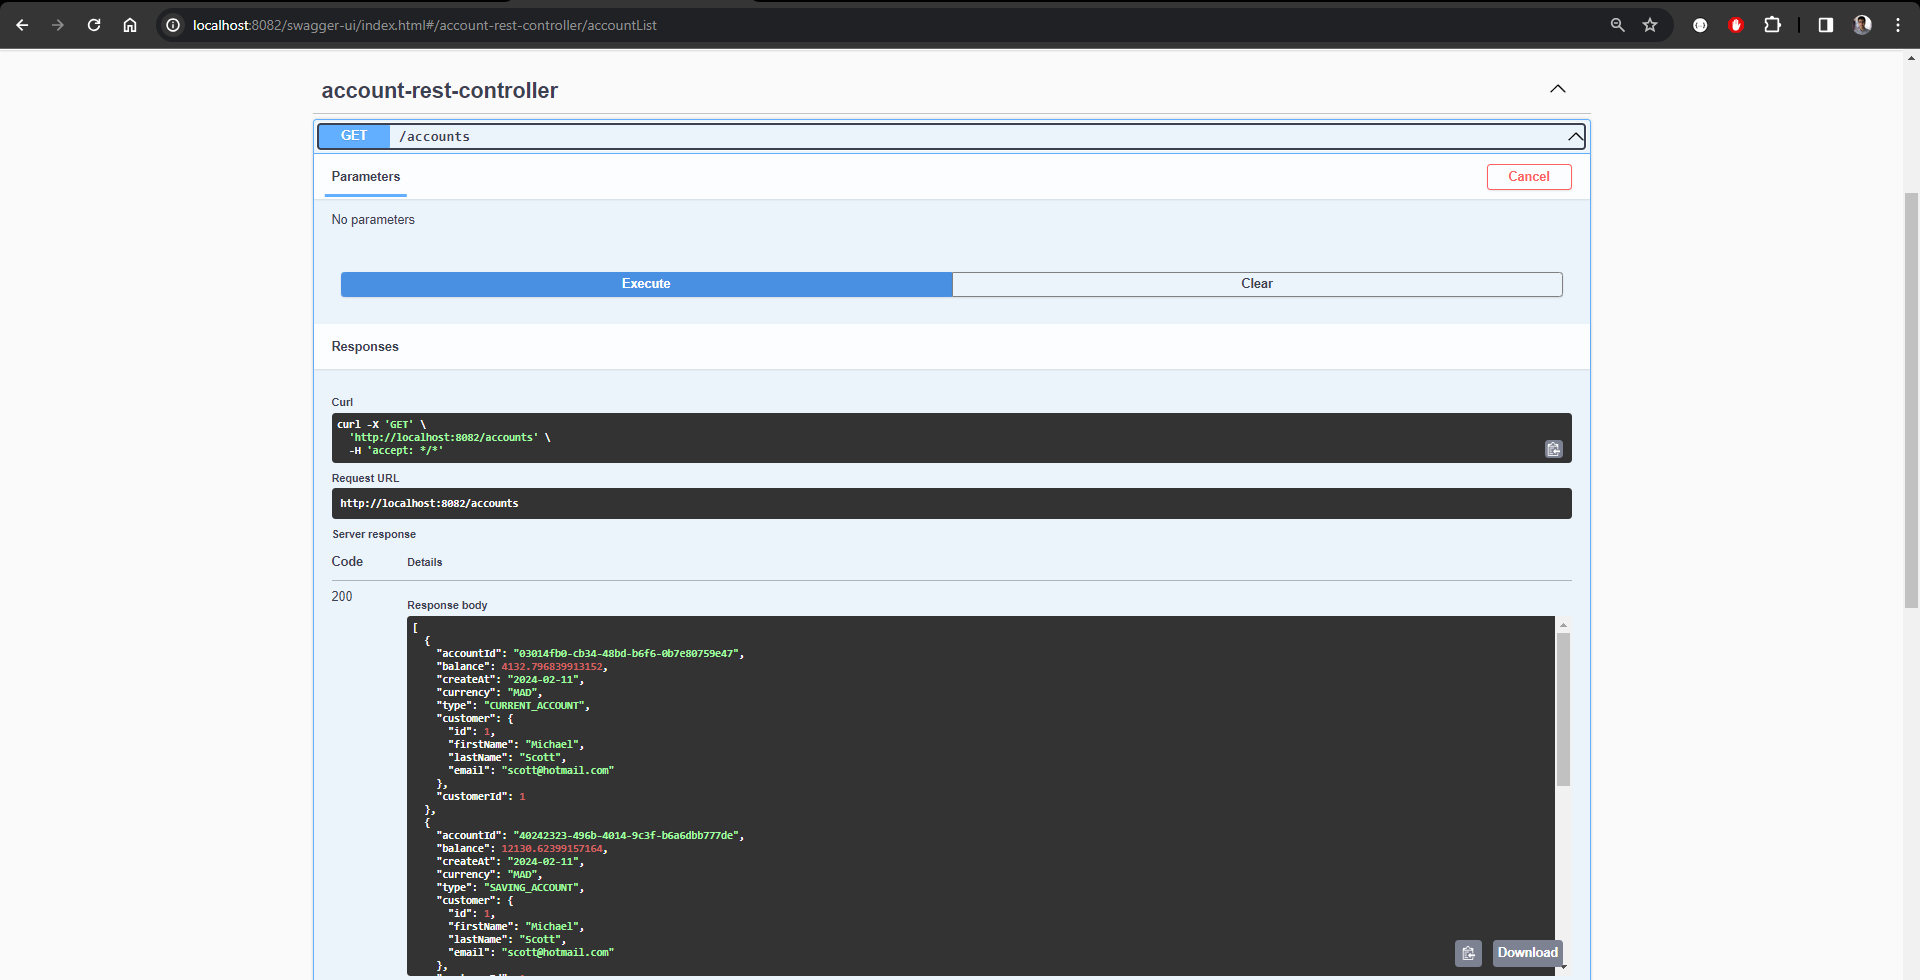 localhost:8082/swagger-ui/index.html#/account-rest-controller/accountList
account-rest-controller
GET /accounts
Parameters
Cancel
No parameters
Execute
Clear
Responses
Curl
curl -X 'GET' \
'http://localhost:8082/accounts' \
-H 'accept: */*'
Request URL
http://localhost:8082/accounts
Server response
Code Details
200
Response body
[
{
"accountId": "03014fb0-cb34-48bd-b6f6-0b7e80759e47",
"balance": 4132.796839913152,
"createAt": "2024-02-11",
"currency": "MAD",
"type": "CURRENT_ACCOUNT",
"customer": {
"id": 1,
"firstName": "Michael",
"lastName": "Scott",
"email": "scott@hotmail.com"
},
"customerId": 1
},
{
"accountId": "40242323-496b-4014-9c3f-b6a6dbb777de",
"balance": 12130.62399157164,
"createAt": "2024-02-11",
"currency": "MAD",
"type": "SAVING_ACCOUNT",
"customer": {
"id": 1,
"firstName": "Michael",
"lastName": "Scott",
"email": "scott@hotmail.com"
},
Download